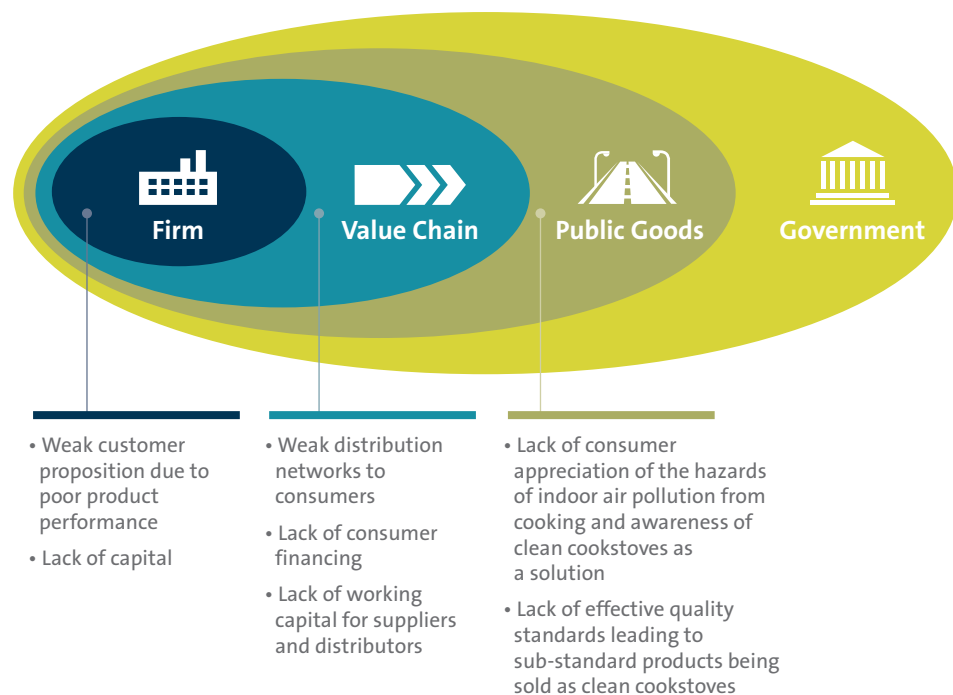 Firm
Value Chain
Public Goods
Government
• Weak customer
proposition due to
poor product
performance
• Lack of capital
• Weak distribution
networks to
consumers
• Lack of consumer
financing
• Lack of working
capital for suppliers
and distributors
• Lack of consumer
appreciation of the hazards
of indoor air pollution from
cooking and awareness of
clean cookstoves as
a solution
• Lack of effective quality
standards leading to
sub-standard products being
sold as clean cookstoves